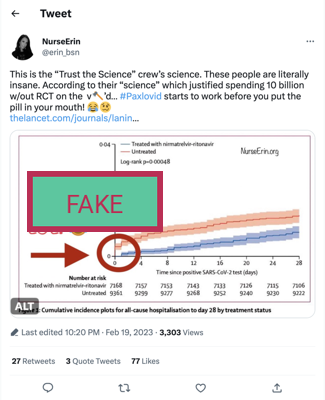 Tweet
NurseErin
@erin_bsn
This is the “Trust the Science” crew’s science. These people are literally
insane. According to their “science” which justified spending 10 billion
w/out RCT on the v🪓'd… #Paxlovid starts to work before you put the
pill in your mouth! 😂🤨
thelancet.com/journals/lanin…
0·04
Treated with nirmatrelvir-ritonavir
Untreated
Log-rank p=0·00048
NurseErin.org
FAKE
0
0 4 8 12 16 20 24 28
Time since positive SARS-CoV-2 test (days)
Number at risk
Treated with nirmatrelvir-ritonavir 7168 7157 7153 7143 7133 7126 7115 7106
Untreated 9361 9299 9277 9268 9252 9240 9230 9222
ALT
Cumulative incidence plots for all-cause hospitalisation to day 28 by treatment status
Last edited 10:20 PM · Feb 19, 2023 · 3,303 Views
27 Retweets 3 Quote Tweets 77 Likes